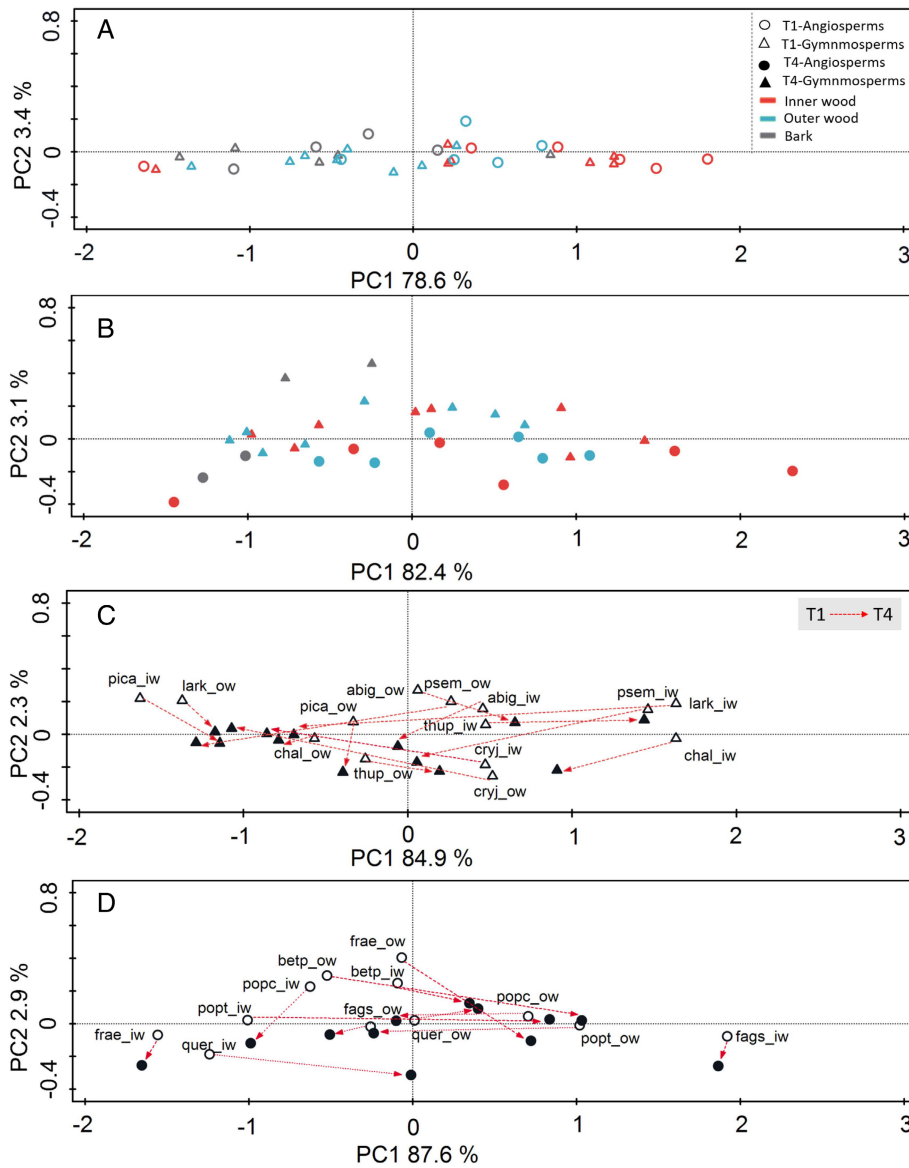 A
T1-Angiosperms
T1-Gymnmosperms
T4-Angiosperms
T4-Gymnmosperms
Inner wood
Outer wood
Bark
PC2 3.4 %
0.8
0
-0.4
-2 -1 0 1 2 3
PC1 78.6 %
B
PC2 3.1 %
0.8
0
-0.4
-2 -1 0 1 2 3
PC1 82.4 %
C
T1 T4
PC2 2.3 %
0.8
0
-0.4
pica_iw
lark_ow
pica_ow
abig_ow
psem_ow
abig_iw
thup_iw
psem_iw
lark_iw
chal_ow
thup_ow
cryj_iw
cryj_ow
chal_iw
-2 -1 0 1 2 3
PC1 84.9 %
D
PC2 2.9 %
0.8
0
-0.4
frae_ow
betp_ow
betp_iw
popc_iw
popt_iw
fags_ow
popc_ow
frae_iw
quer_iw
quer_ow
popt_ow
fags_iw
-2 -1 0 1 2 3
PC1 87.6 %